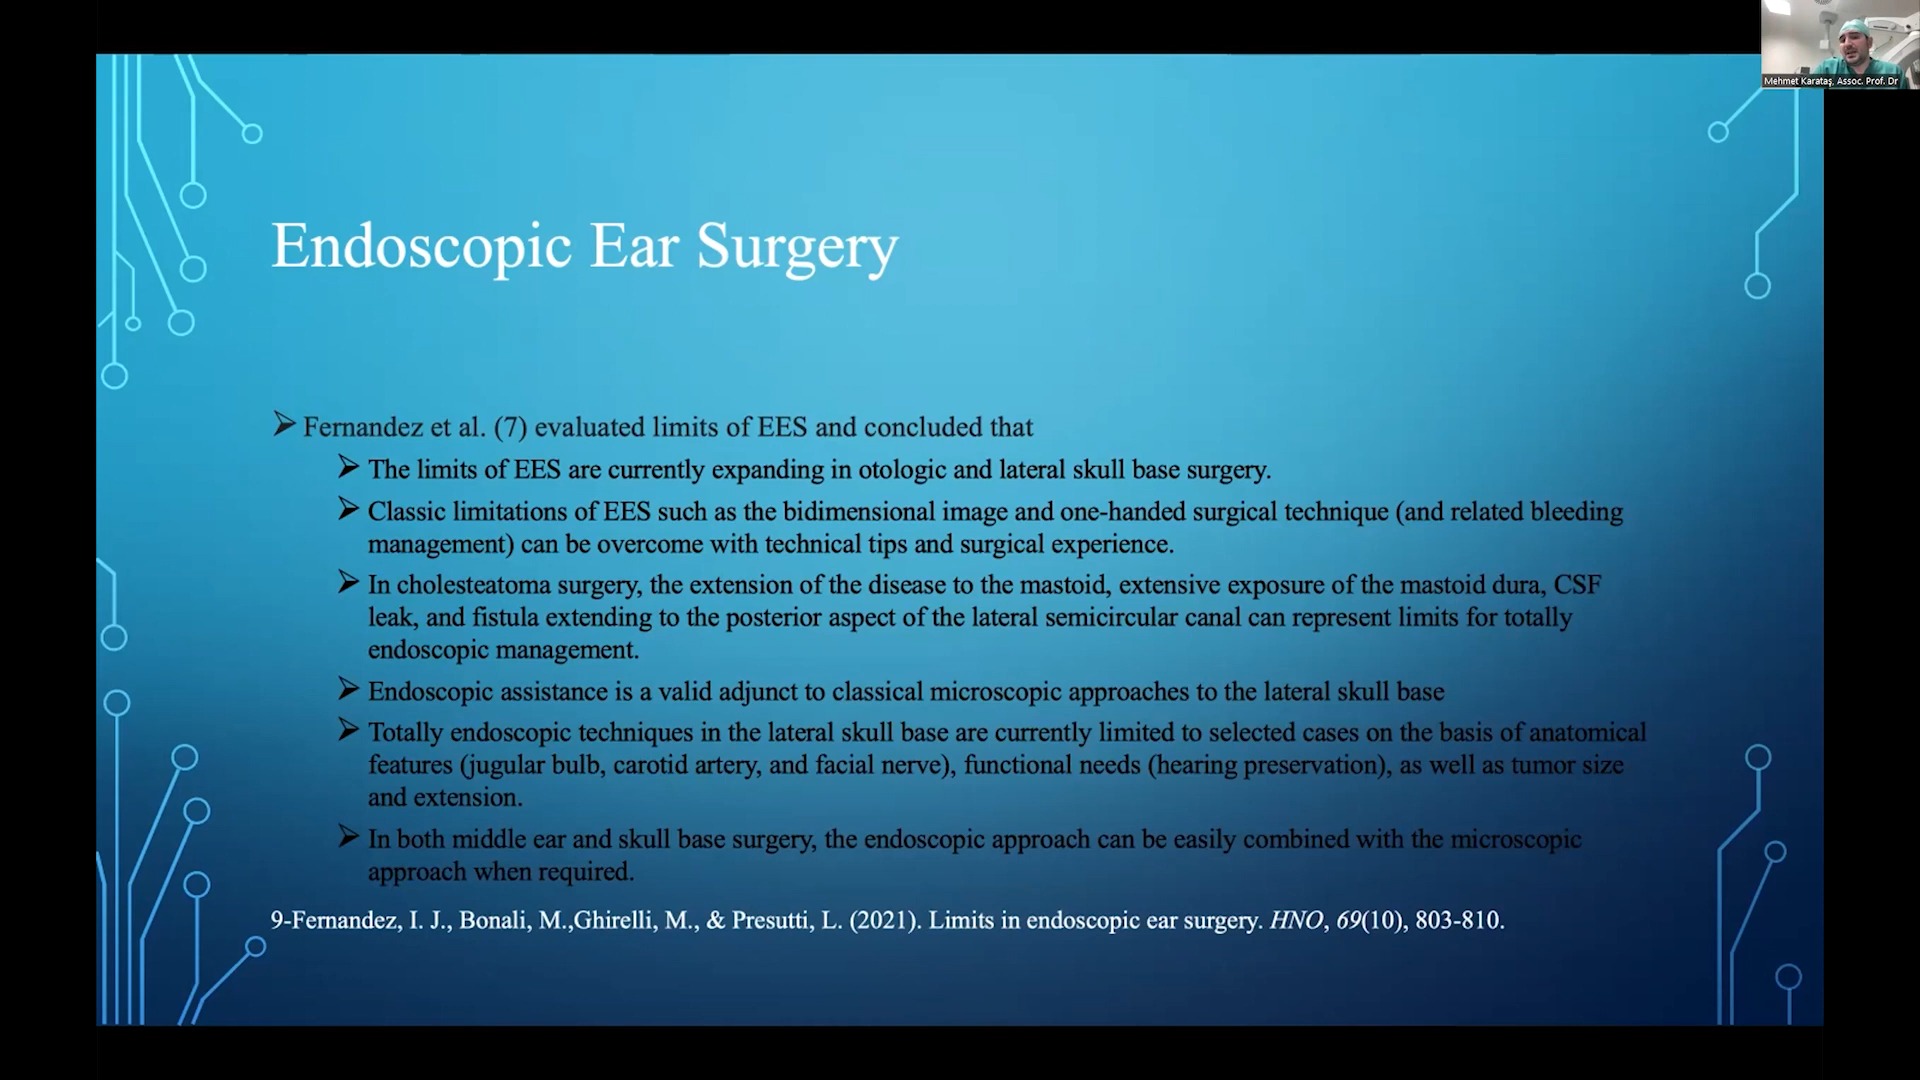 Mehmet Karataş, Assoc. Prof. Dr
Endoscopic Ear Surgery
Fernandez et al. (7) evaluated limits of EES and concluded that
The limits of EES are currently expanding in otologic and lateral skull base surgery.
Classic limitations of EES such as the bidimensional image and one-handed surgical technique (and related bleeding
management) can be overcome with technical tips and surgical experience.
In cholesteatoma surgery, the extension of the disease to the mastoid, extensive exposure of the mastoid dura, CSF
leak, and fistula extending to the posterior aspect of the lateral semicircular canal can represent limits for totally
endoscopic management.
Endoscopic assistance is a valid adjunct to classical microscopic approaches to the lateral skull base
Totally endoscopic techniques in the lateral skull base are currently limited to selected cases on the basis of anatomical
features (jugular bulb, carotid artery, and facial nerve), functional needs (hearing preservation), as well as tumor size
and extension.
In both middle ear and skull base surgery, the endoscopic approach can be easily combined with the microscopic
approach when required.
9-Fernandez, I. J., Bonali, M.,Ghirelli, M., & Presutti, L. (2021). Limits in endoscopic ear surgery. HNO, 69(10), 803-810.